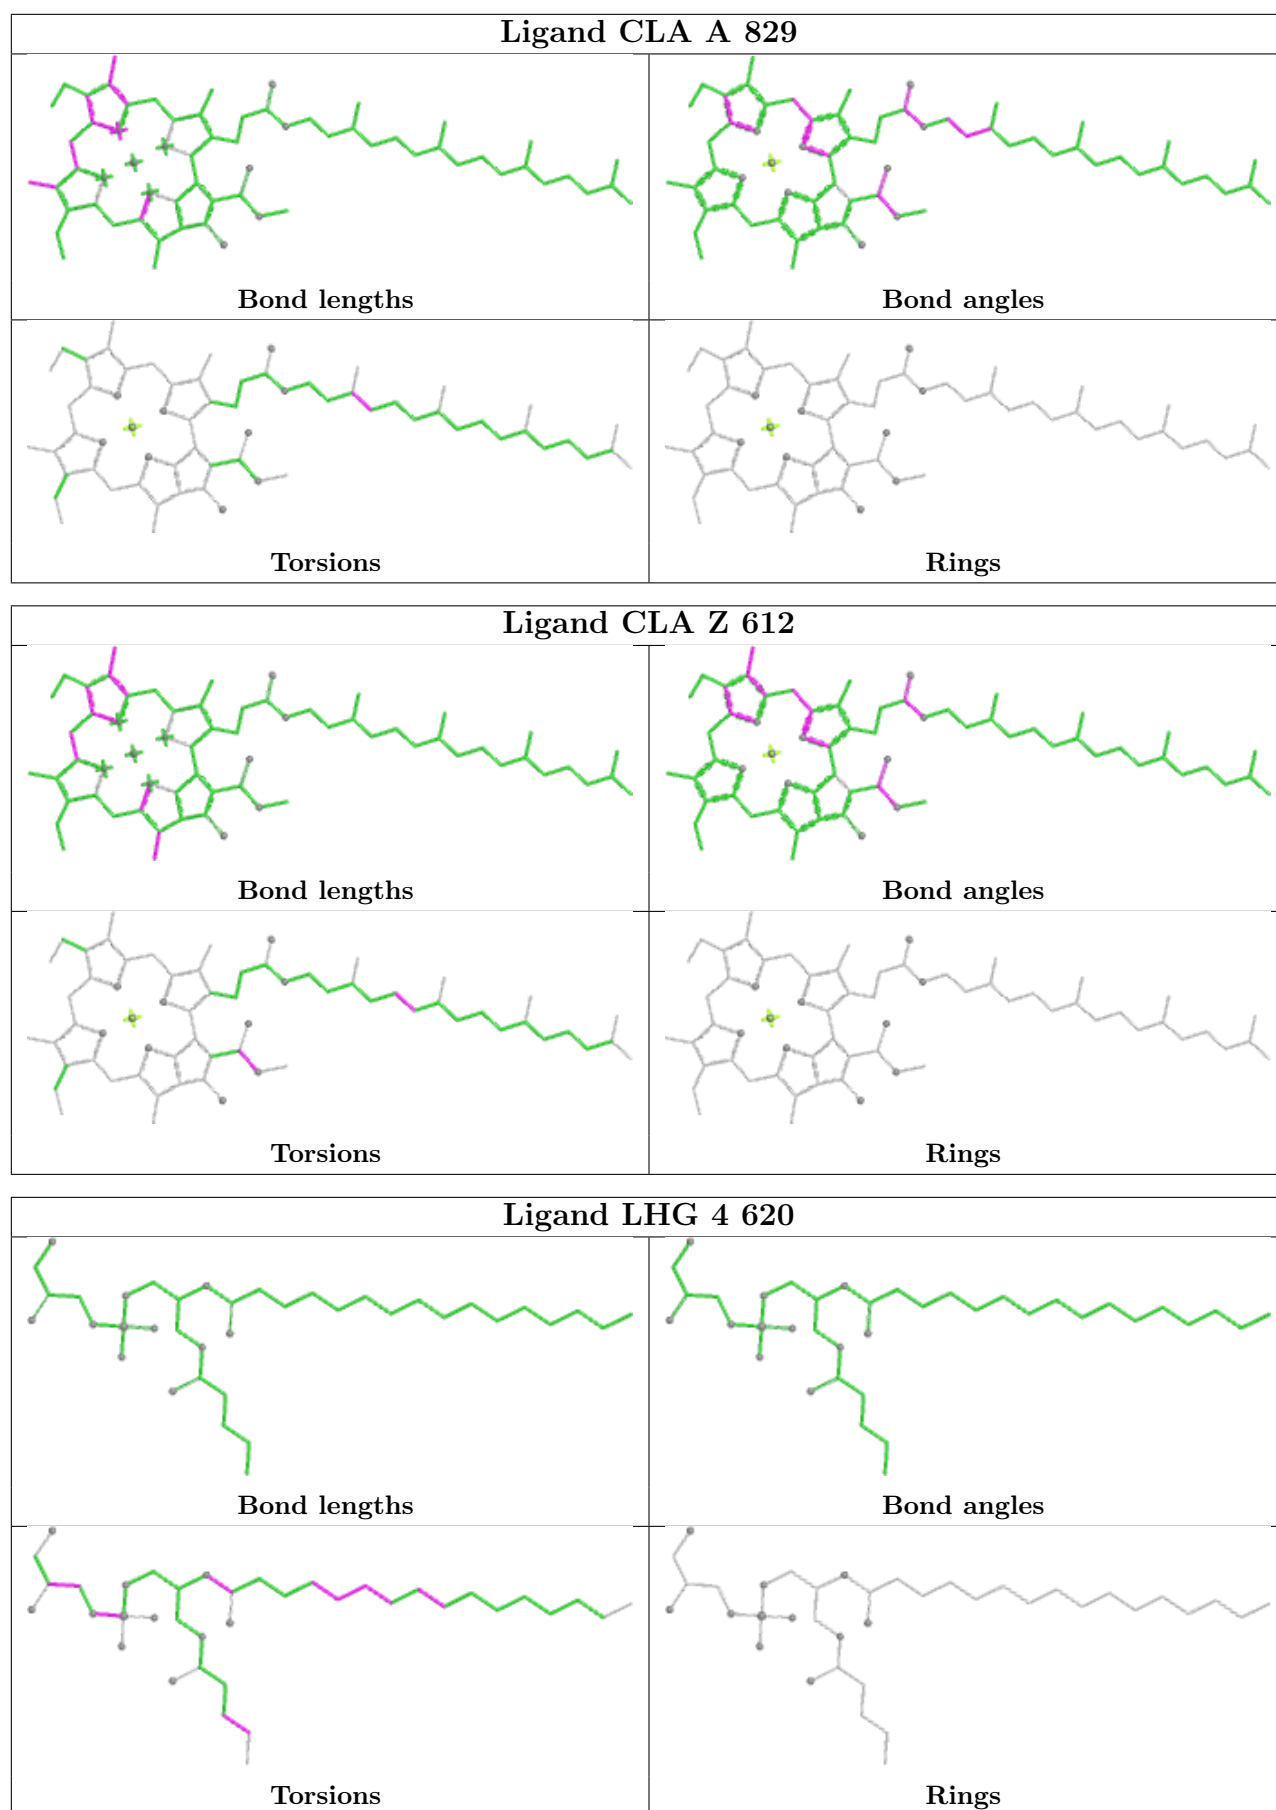 Ligand CLA A 829
Bond lengths
Bond angles
Torsions
Rings
Ligand CLA Z 612
Bond lengths
Bond angles
Torsions
Rings
Ligand LHG 4 620
Bond lengths
Bond angles
Torsions
Rings